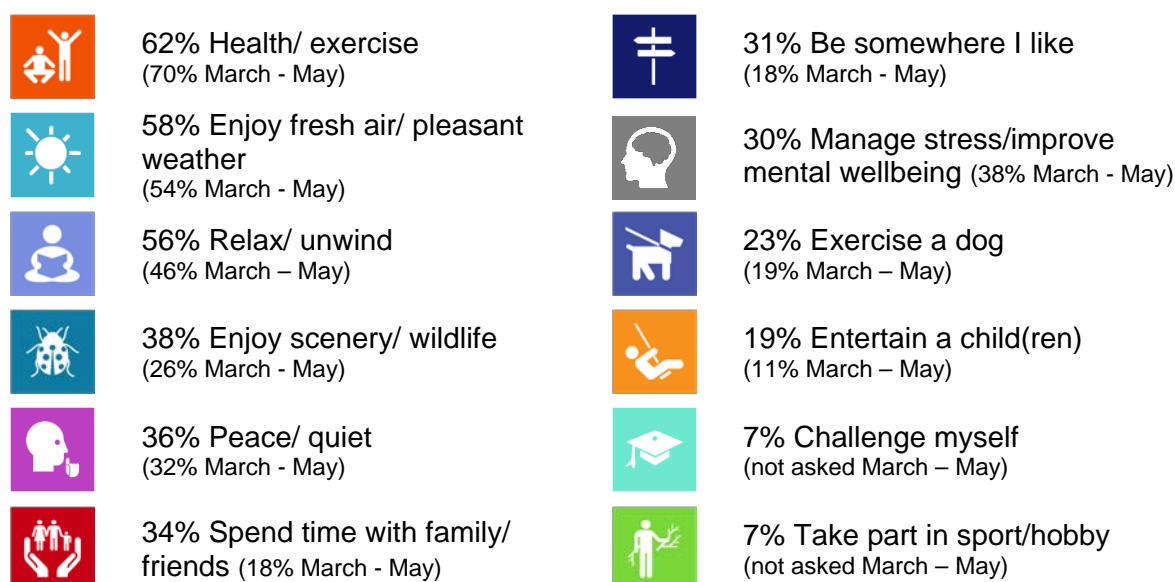 62% Health/ exercise
(70% March - May)
58% Enjoy fresh air/ pleasant
weather
(54% March - May)
56% Relax/ unwind
(46% March – May)
38% Enjoy scenery/ wildlife
(26% March - May)
36% Peace/ quiet
(32% March - May)
34% Spend time with family/
friends (18% March - May)
31% Be somewhere I like
(18% March - May)
30% Manage stress/improve
mental wellbeing (38% March - May)
23% Exercise a dog
(19% March – May)
19% Entertain a child(ren)
(11% March – May)
7% Challenge myself
(not asked March – May)
7% Take part in sport/hobby
(not asked March – May)